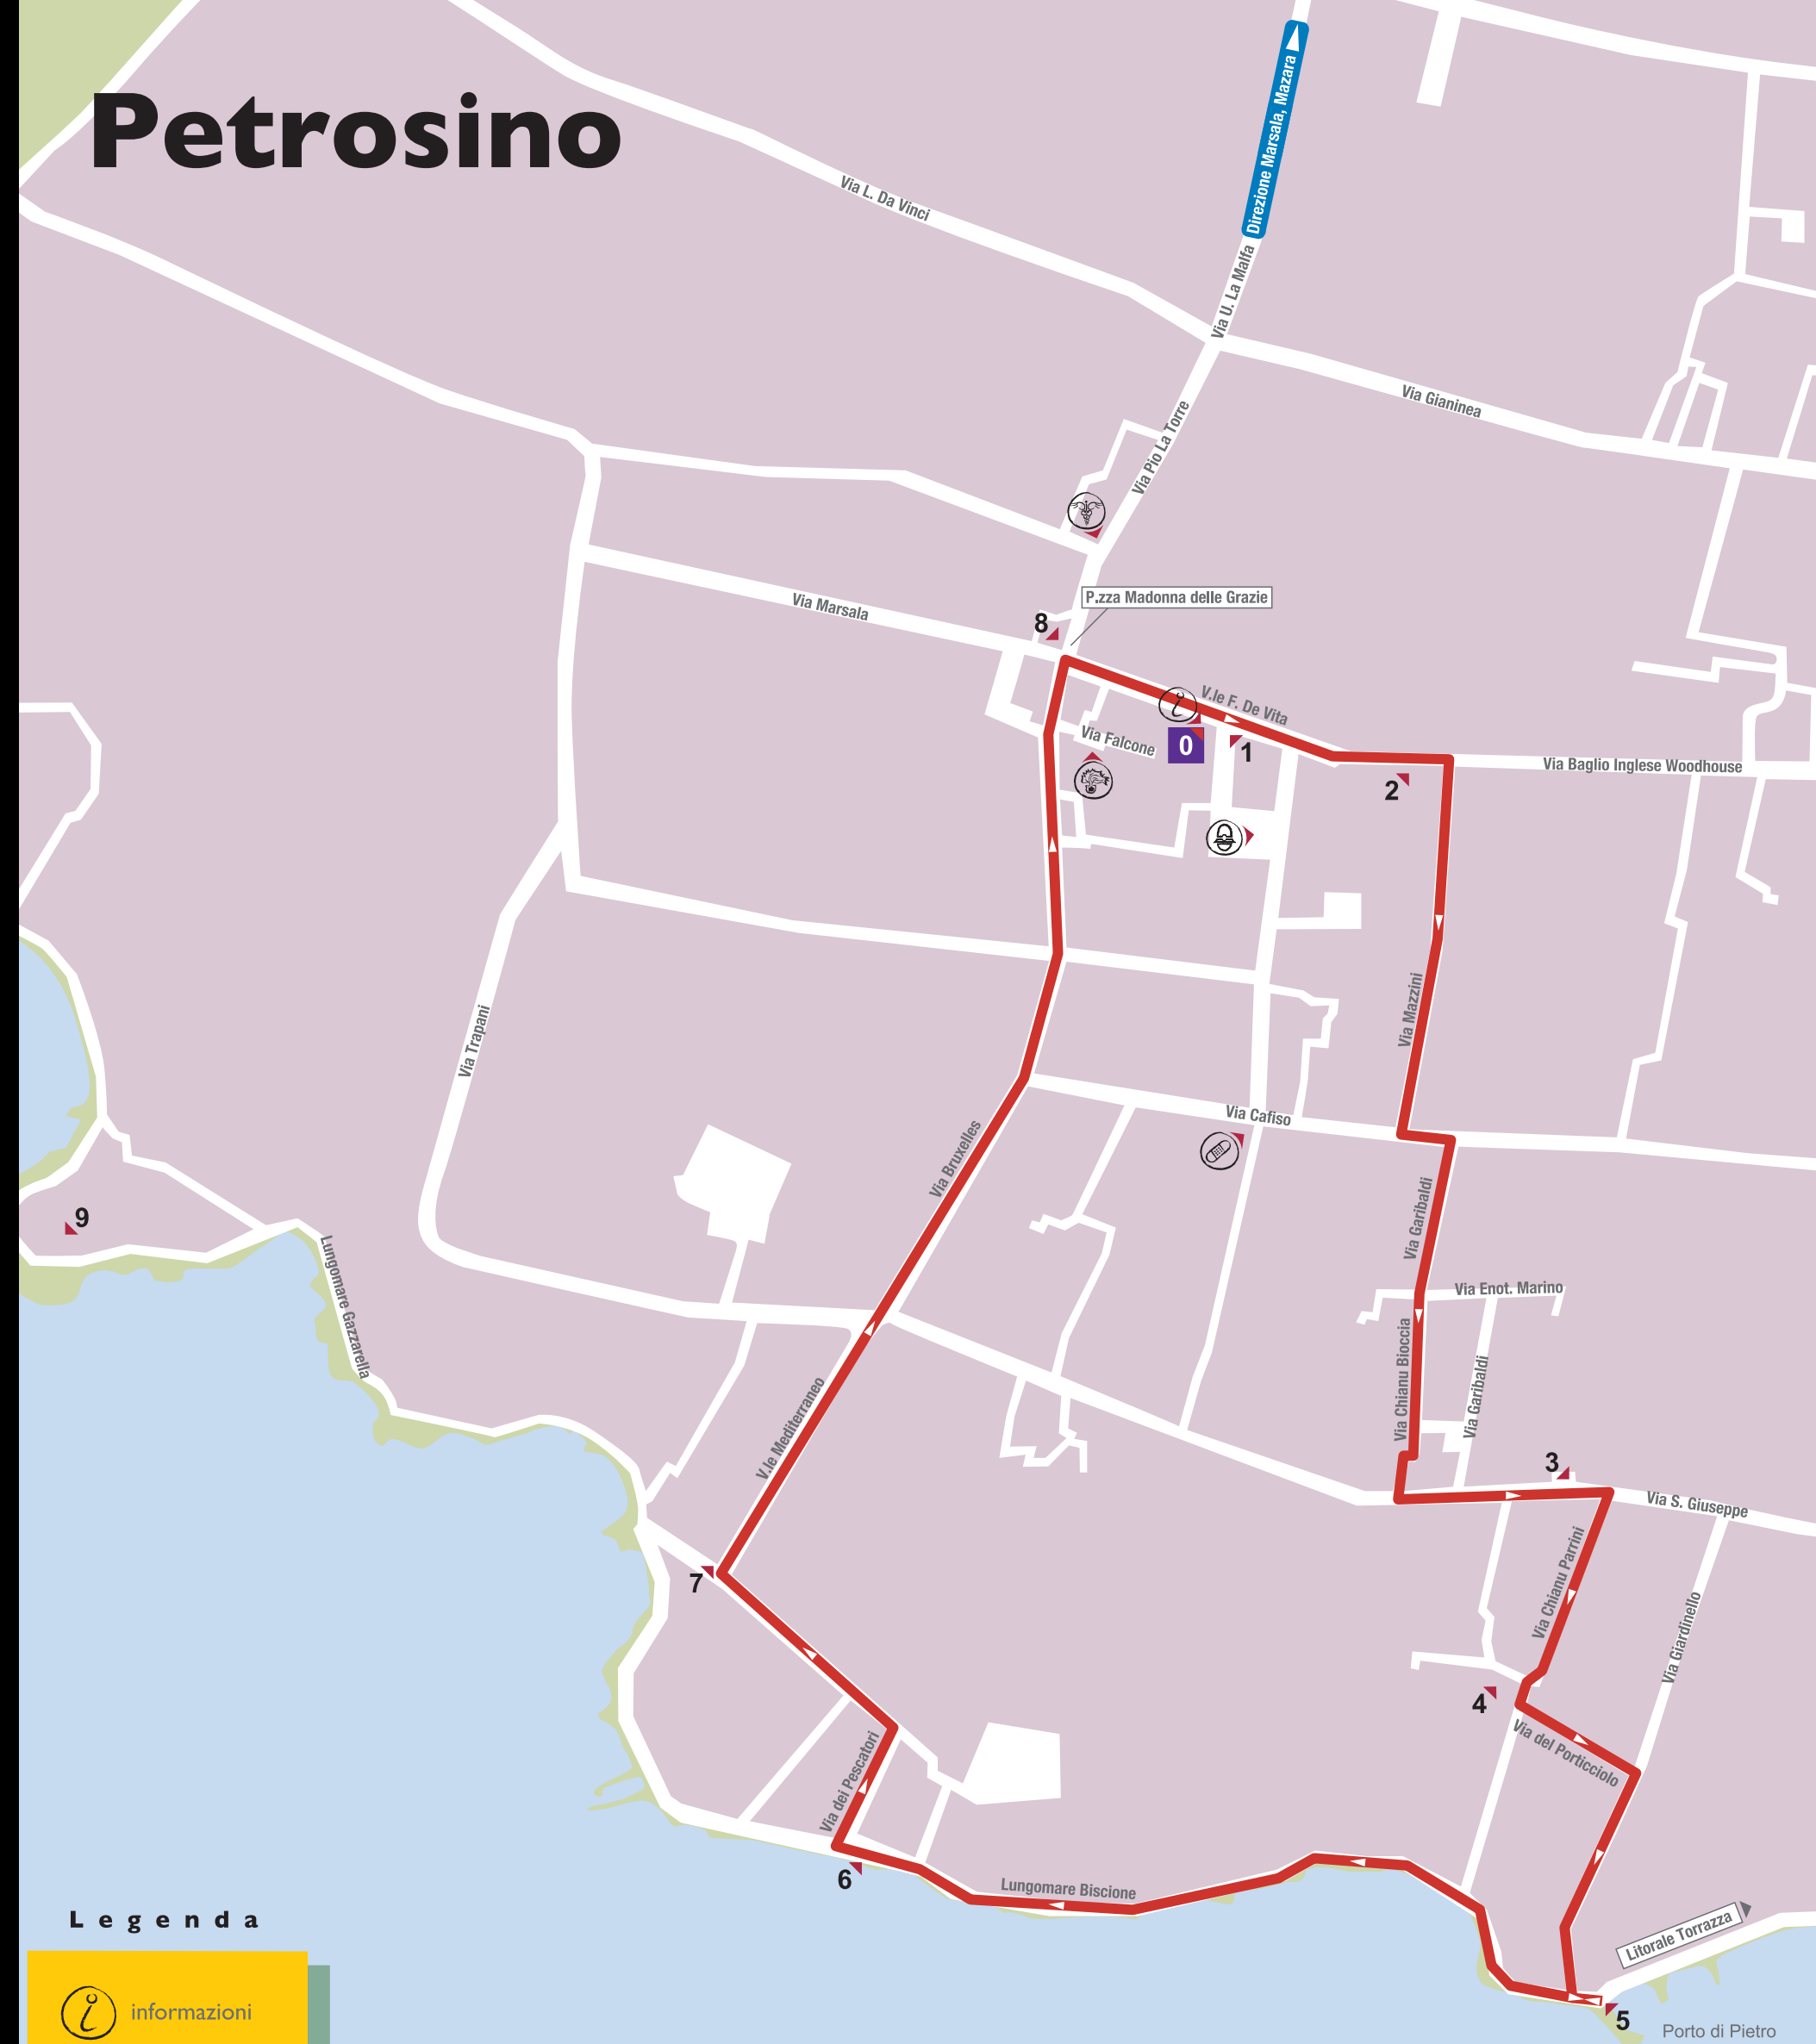 Direzione Marsala, Mazara
Petrosino
Via L. Da Vinci
Via U. La Malfa
Via Gianinea
Via Pio La Torre
P.zza Madonna delle Grazie
Via Marsala
8
V.le F. De Vita
Via Falcone
0
1
2
Via Baglio Inglese Woodhouse
Via Mazzini
Via Trapani
Via Cafiso
Via Bruxelles
9
Via Garibaldi
Lungomare Gazzarella
Via Enot. Marino
Via Chianu Bioccia
Via Garibaldi
V.le Mediterraneo
3
Via S. Giuseppe
Via Chianu Parrini
7
Via Giardinello
4
Via del Porticciolo
Via dei Pescatori
6
Lungomare Biscione
Litorale Torrazza
Legenda
informazioni
5
Porto di Pietro